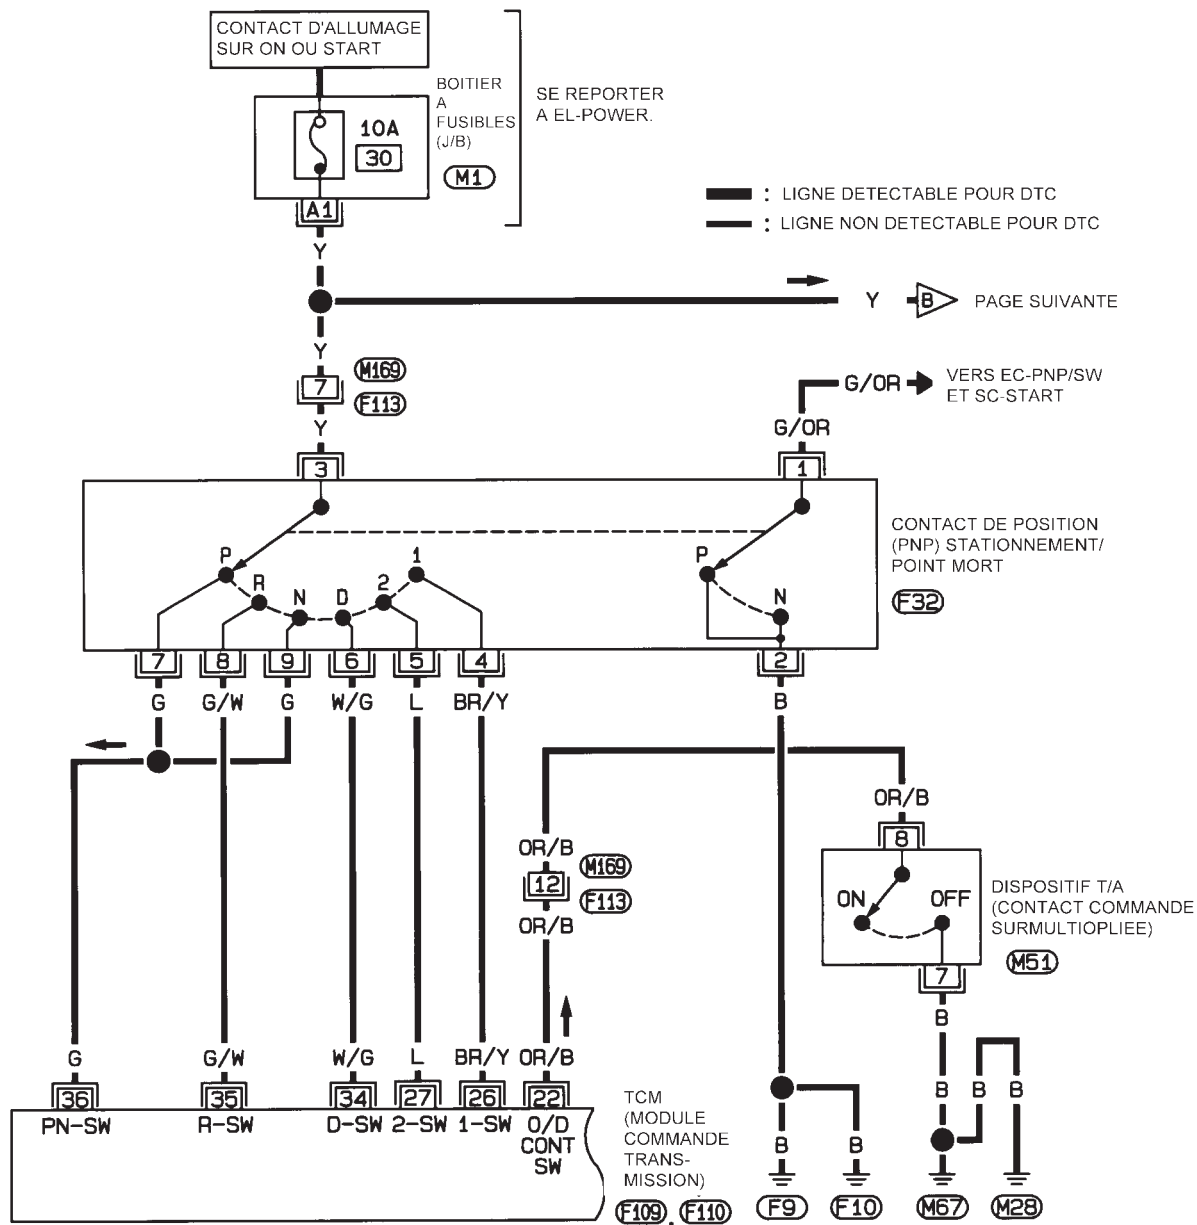 CONTACT D'ALLUMAGE
SUR ON OU START
BOITIER
A
FUSIBLES
(J/B)
SE REPORTER
A EL-POWER.
10A
30
M1
A1
: LIGNE DETECTABLE POUR DTC
: LIGNE NON DETECTABLE POUR DTC
Y
Y
B
PAGE SUIVANTE
Y
7
M169
F113
Y
G/OR
VERS EC-PNP/SW
ET SC-START
G/OR
3
1
CONTACT DE POSITION
(PNP) STATIONNEMENT/
POINT MORT
F32
P
R
N
D
2
1
P
N
7
8
9
6
5
4
2
G
G/W
G
W/G
L
BR/Y
B
OR/B
8
OR/B
12
M169
F113
OR/B
ON
OFF
DISPOSITIF T/A
(CONTACT COMMANDE
SURMULTIOPLIEE)
M51
7
B
G
G/W
W/G
L
BR/Y
OR/B
B
B
B
36
35
34
27
26
22
PN-SW
R-SW
D-SW
2-SW
1-SW
O/D
CONT
SW
TCM
(MODULE
COMMANDE
TRANS-
MISSION)
F109, F110
B
B
F9
F10
M67
M28